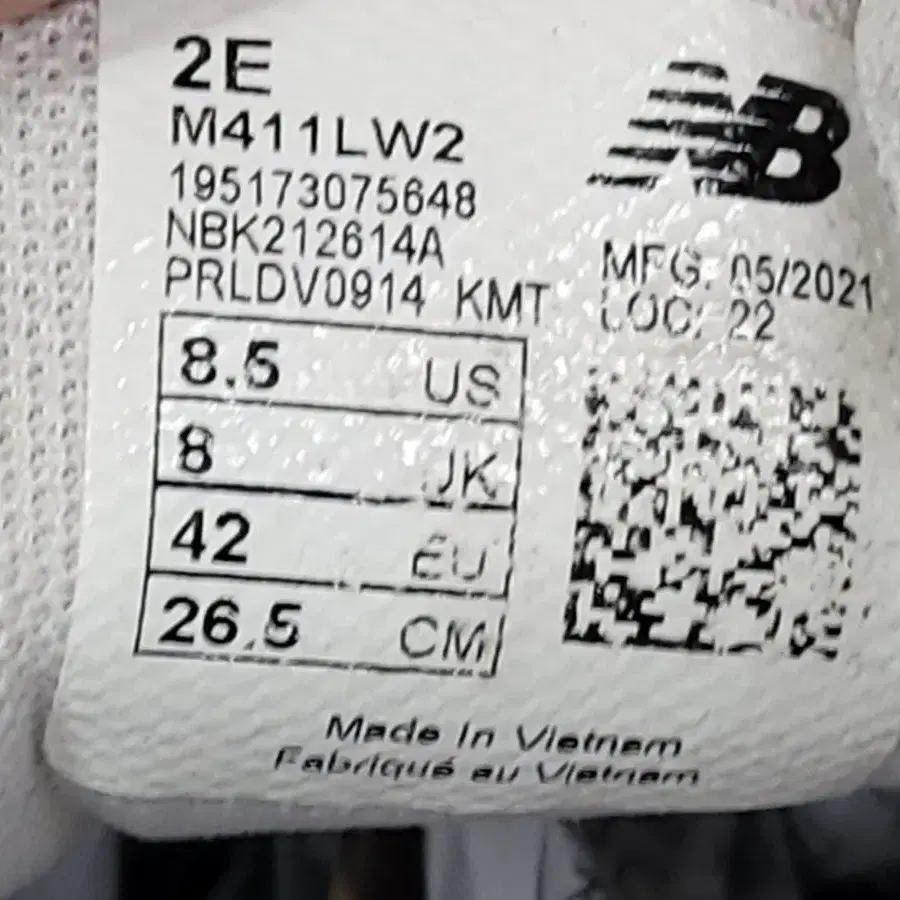 2E
M411LW2
195173075648
NBK212614A
PRLDV0914 KMT
NB
MFG. 05/2021
LOC: 22
8.5 US
8 UK
42 EU
26.5 CM
Made In Vietnam
Fabriqué au Vietnam